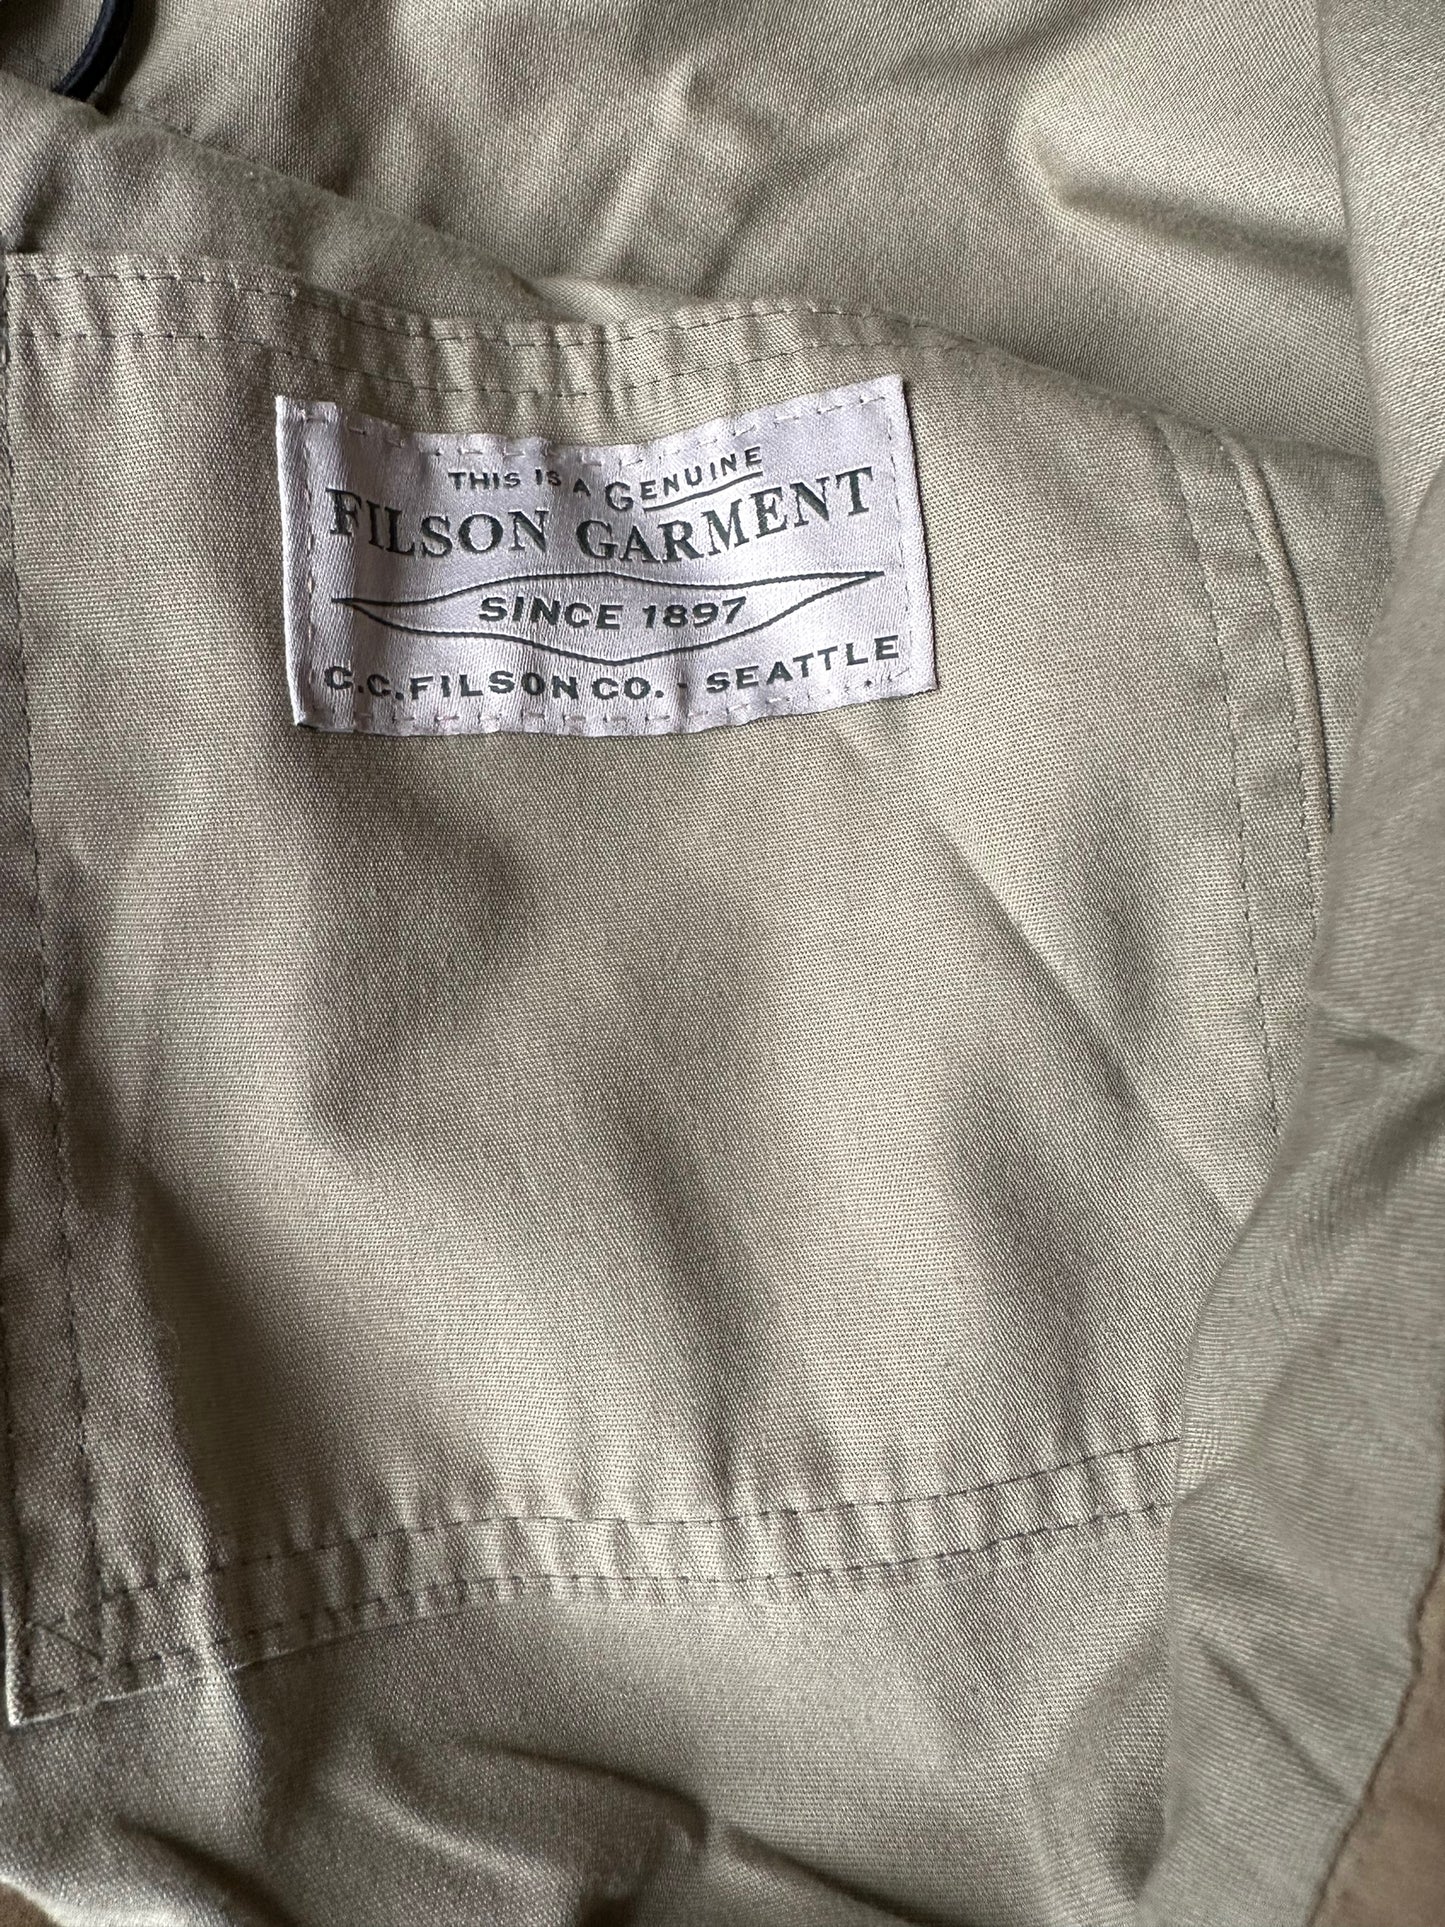 THIS IS A GENUINE
FILSON GARMENT
SINCE 1897
C.C.FILSON CO. · SEATTLE